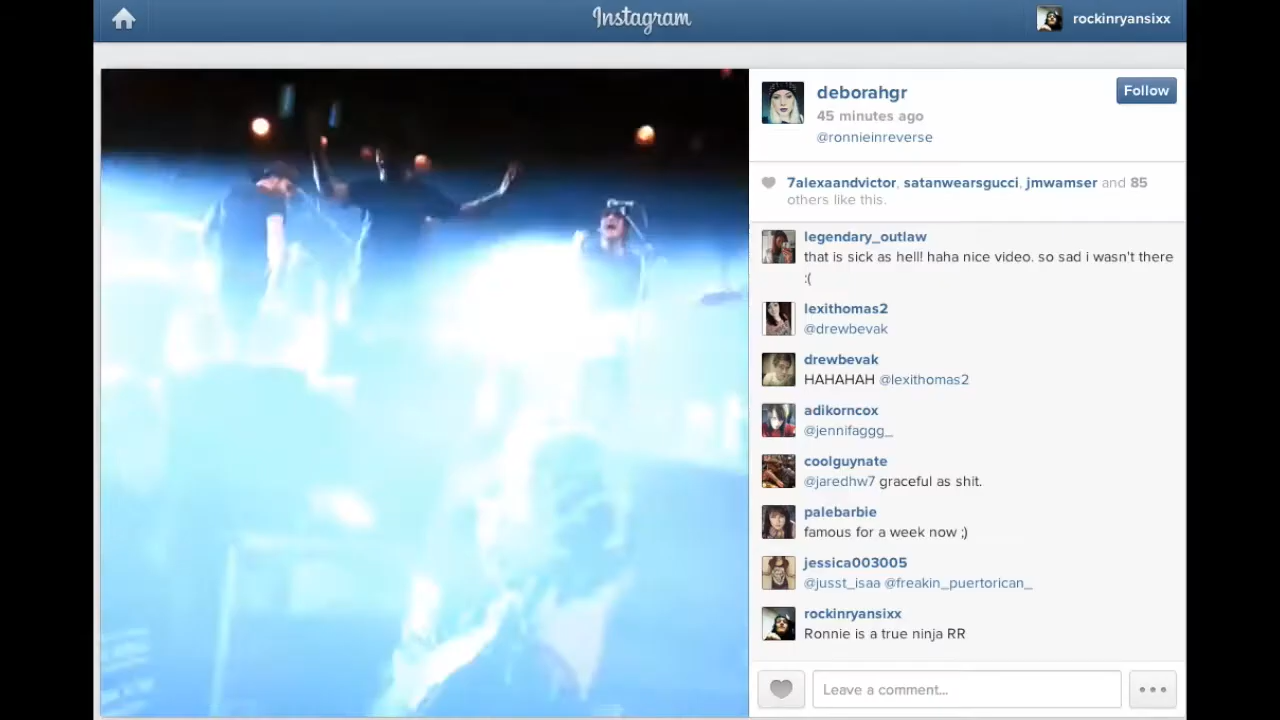 Instagram
rockinryansixx
deborahgr
Follow
45 minutes ago
@ronnieinreverse
7alexaandvictor, satanwearsgucci, jmwamser and 85
others like this.
legendary_outlaw
that is sick as hell! haha nice video. so sad i wasn't there
:(
lexithomas2
@drewbevak
drewbevak
HAHAHAH @lexithomas2
adikorncox
@jennifaggg_
coolguynate
@jaredhw7 graceful as shit.
palebarbie
famous for a week now ;)
jessica003005
@jusst_isaa @freakin_puertorican_
rockinryansixx
Ronnie is a true ninja RR
Leave a comment...